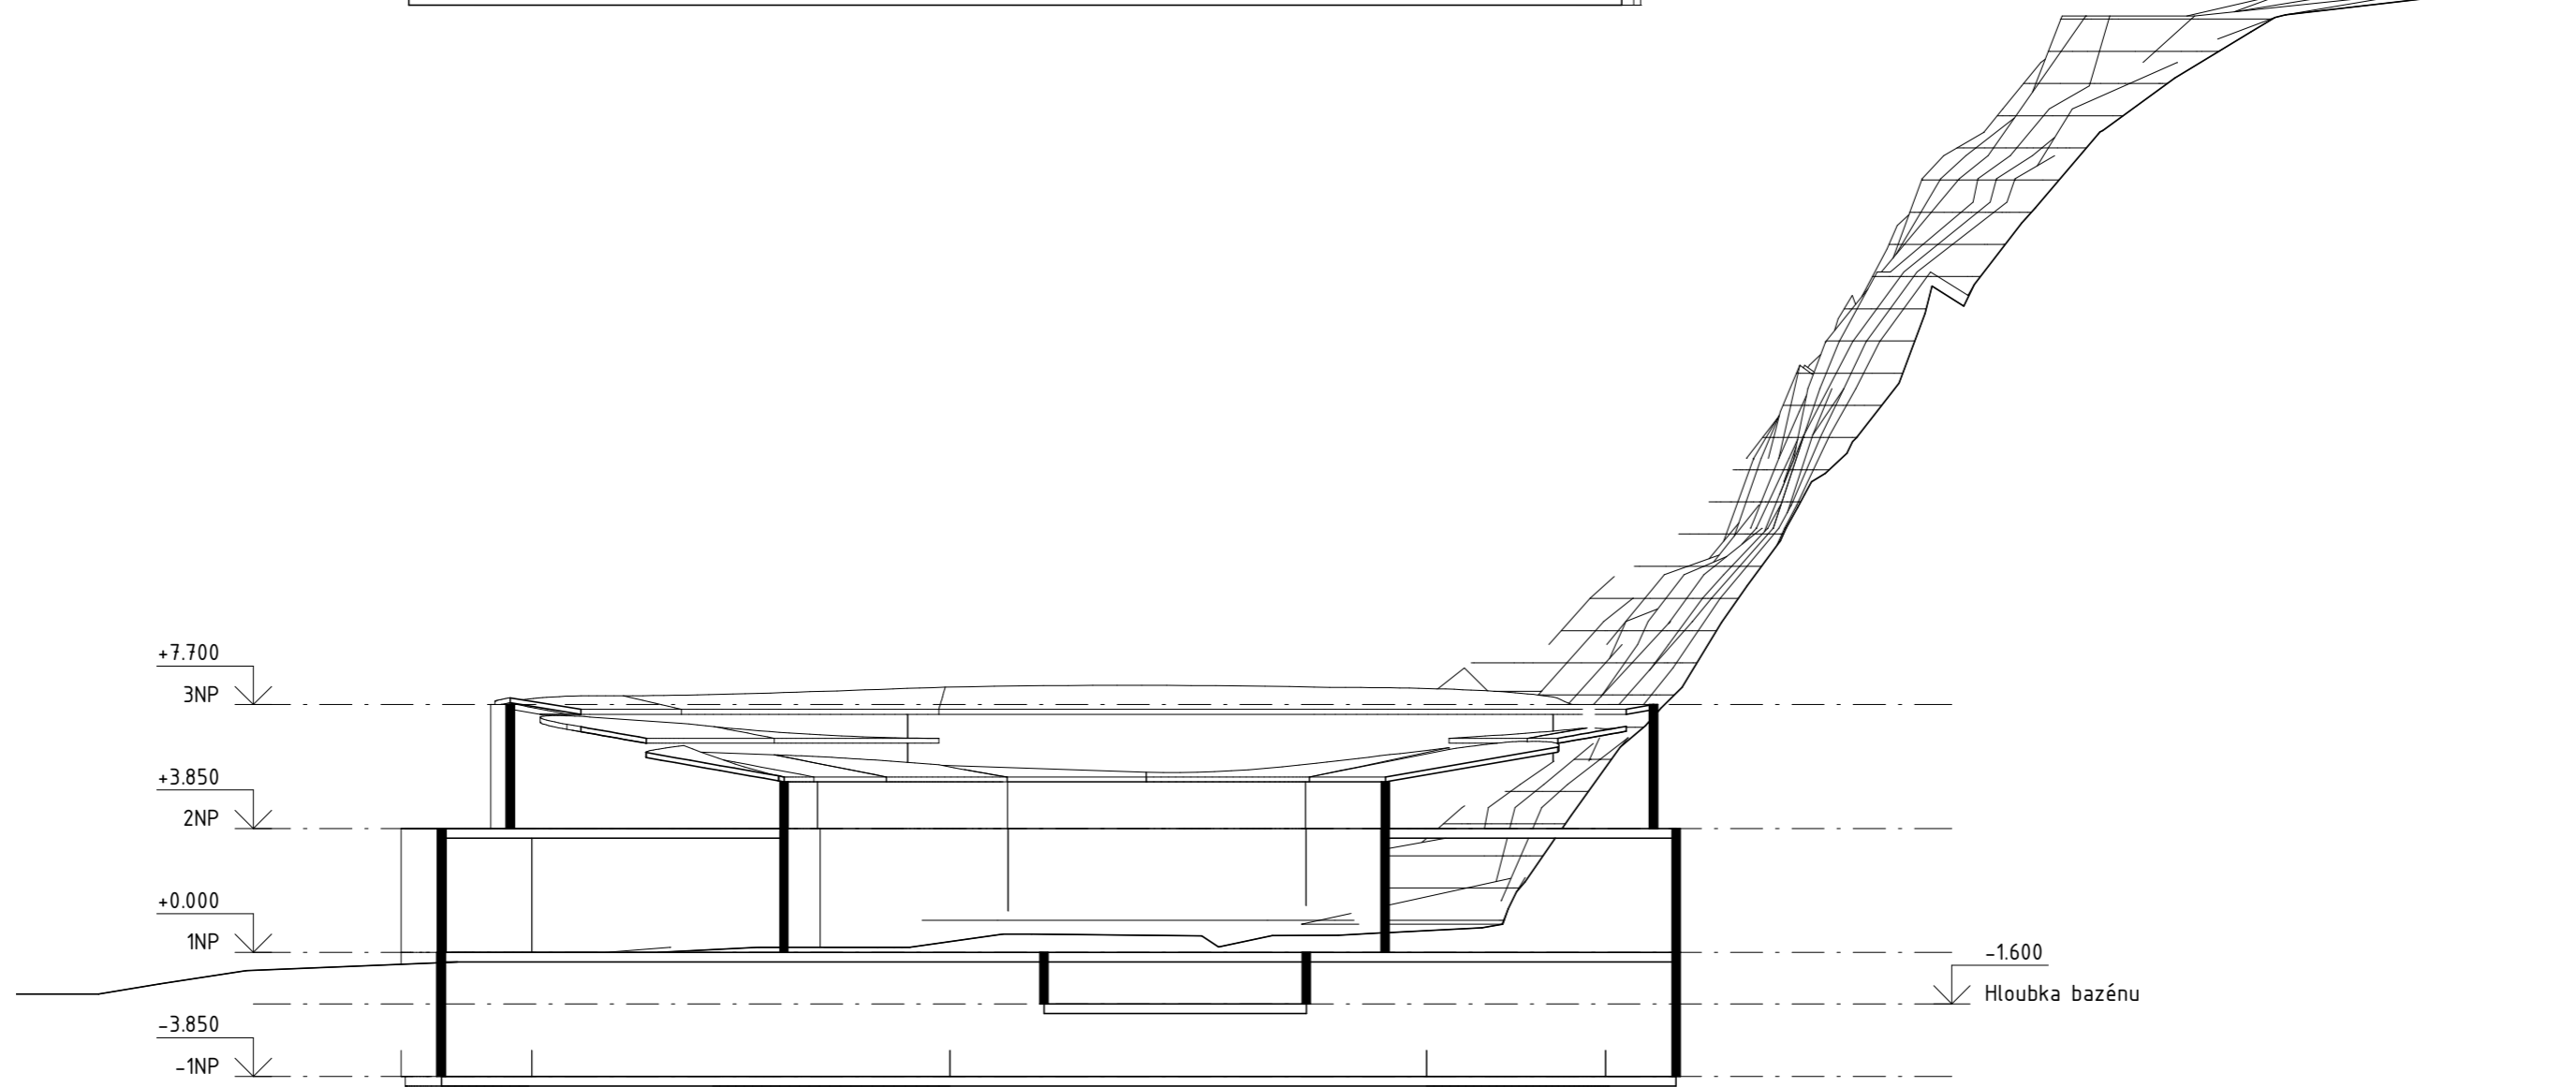 +7.700
3NP
+3.850
2NP
+0.000
1NP
-1.600
Hloubka bazénu
-3.850
-1NP